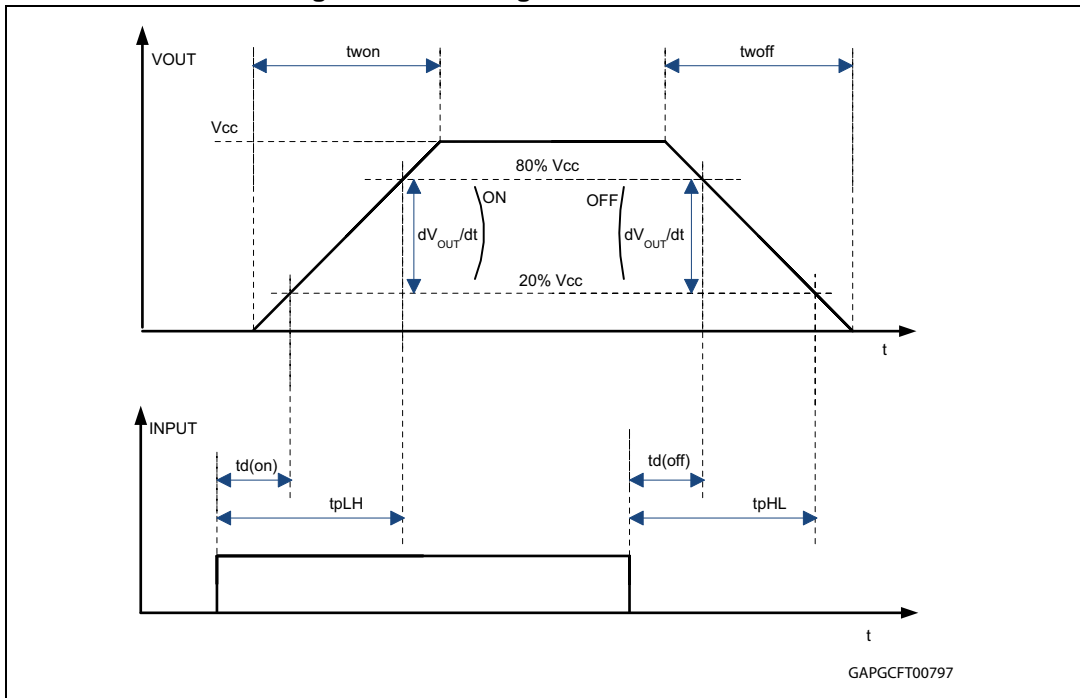 twon
twoff
VOUT
Vcc
80% Vcc
ON
OFF
dVOUT/dt
dVOUT/dt
20% Vcc
t
INPUT
td(on)
td(off)
tpLH
tpHL
t
GAPGCFT00797